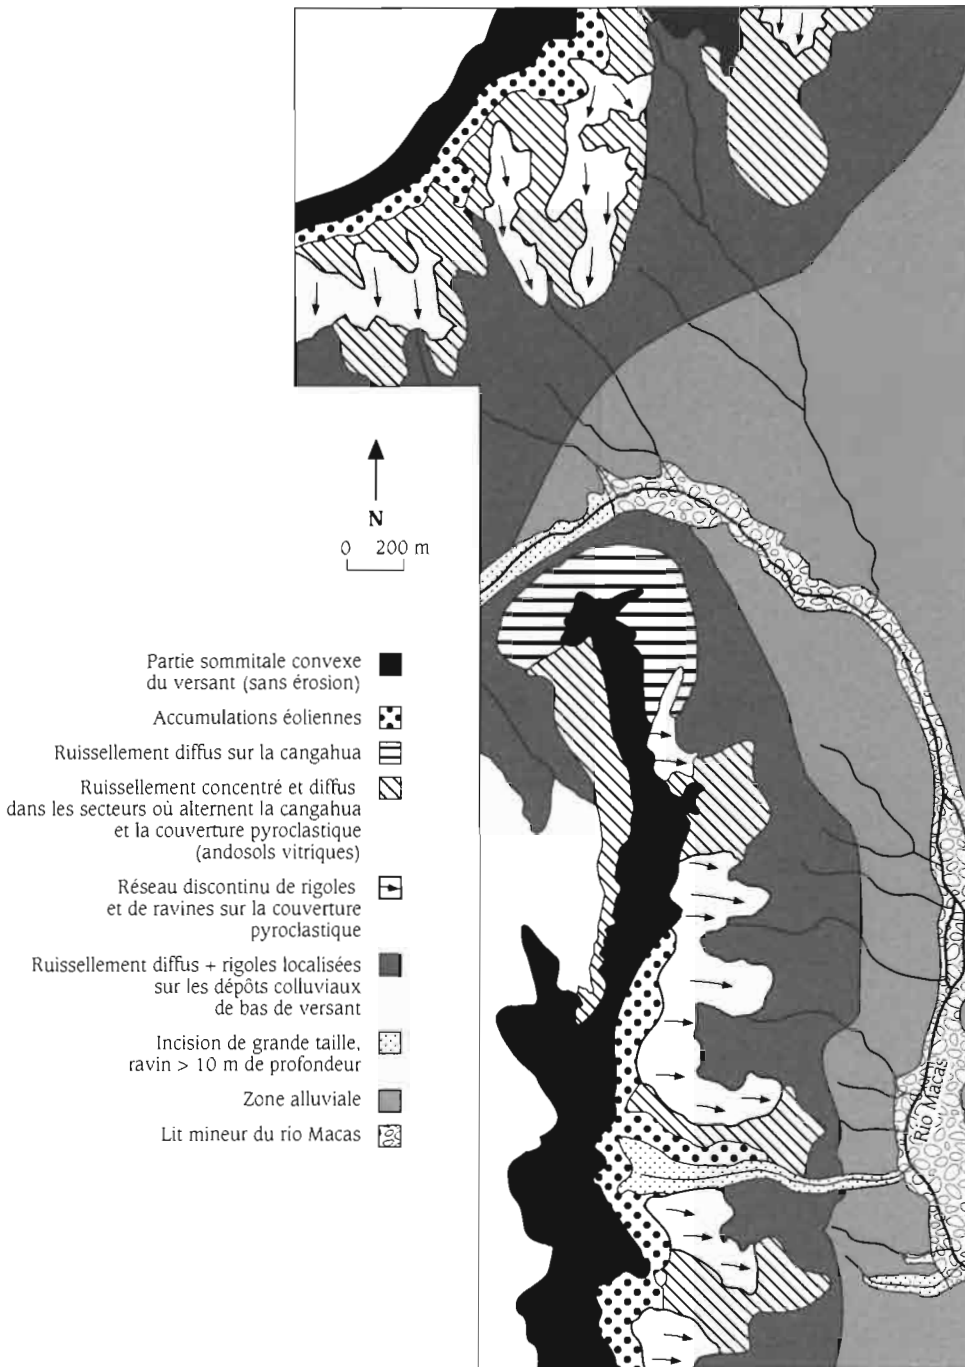 N
0 200 m
Partie sommitale convexe
du versant (sans érosion)
Accumulations éoliennes
Ruissellement diffus sur la cangahua
Ruissellement concentré et diffus
dans les secteurs où alternent la cangahua
et la couverture pyroclastique
(andosols vitriques)
Réseau discontinu de rigoles
et de ravines sur la couverture
pyroclastique
Ruissellement diffus + rigoles localisées
sur les dépôts colluviaux
de bas de versant
Incision de grande taille,
ravin > 10 m de profondeur
Zone alluviale
Lit mineur du rio Macas
Rio Macas